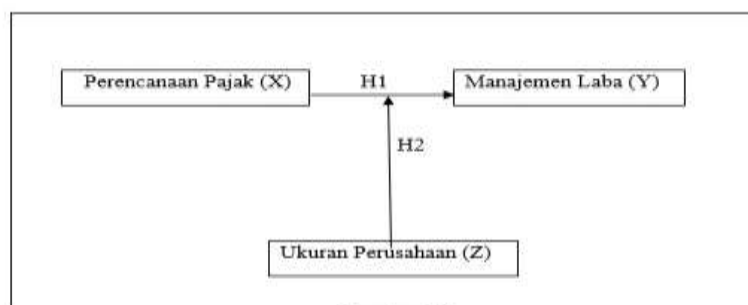 Perencanaan Pajak (X)
H1
Manajemen Laba (Y)
H2
Ukuran Perusahaan (Z)